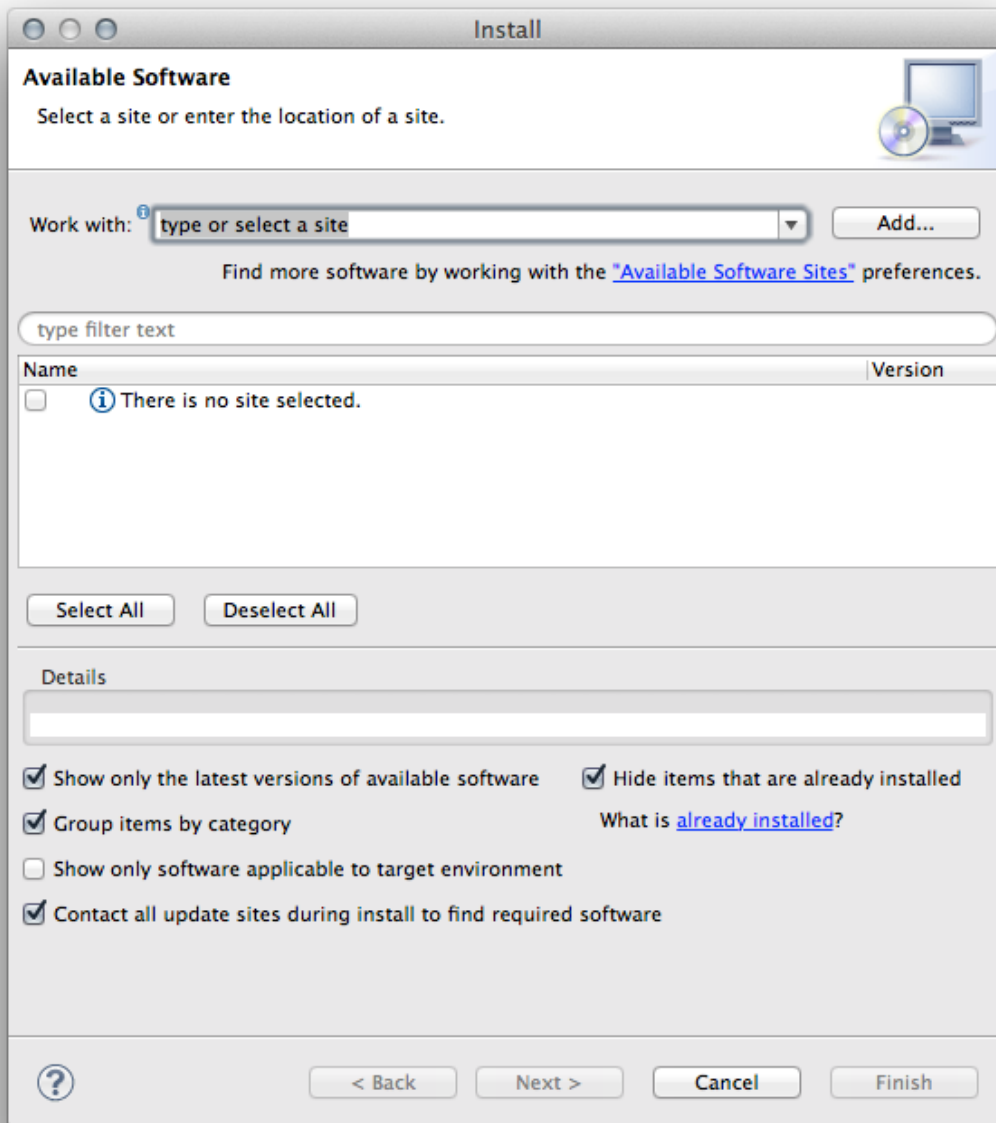 Install
Available Software
Select a site or enter the location of a site.
Work with: type or select a site Add...
Find more software by working with the "Available Software Sites" preferences.
type filter text
Name Version
There is no site selected.
Select All Deselect All
Details
Show only the latest versions of available software Hide items that are already installed
Group items by category What is already installed?
Show only software applicable to target environment
Contact all update sites during install to find required software
? < Back Next > Cancel Finish